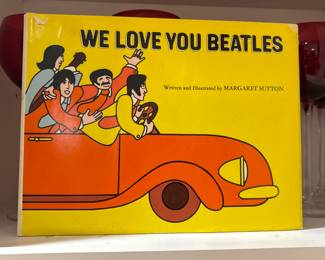 WE LOVE YOU BEATLES
Written and Illustrated by MARGARET SUTTON